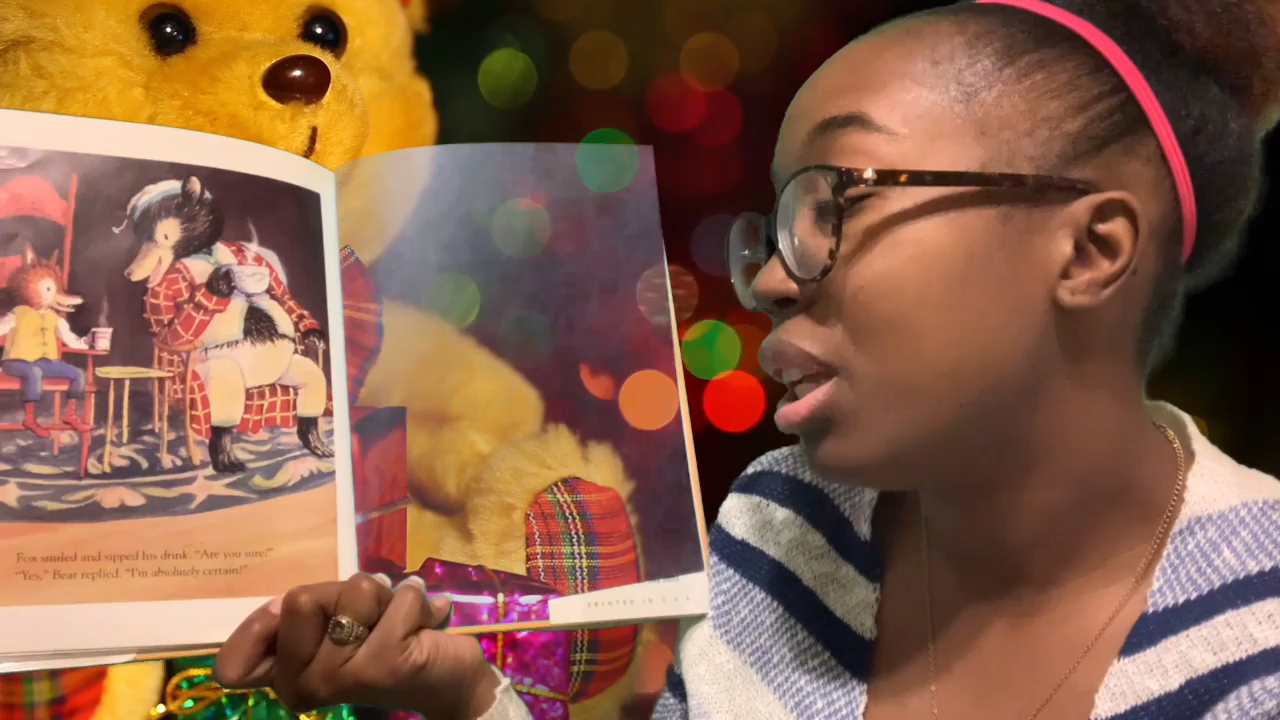 Fox smiled and sipped his drink. "Are you sure?"
"Yes," Bear replied. "I'm absolutely certain!"
PRINTED IN U.S.A.